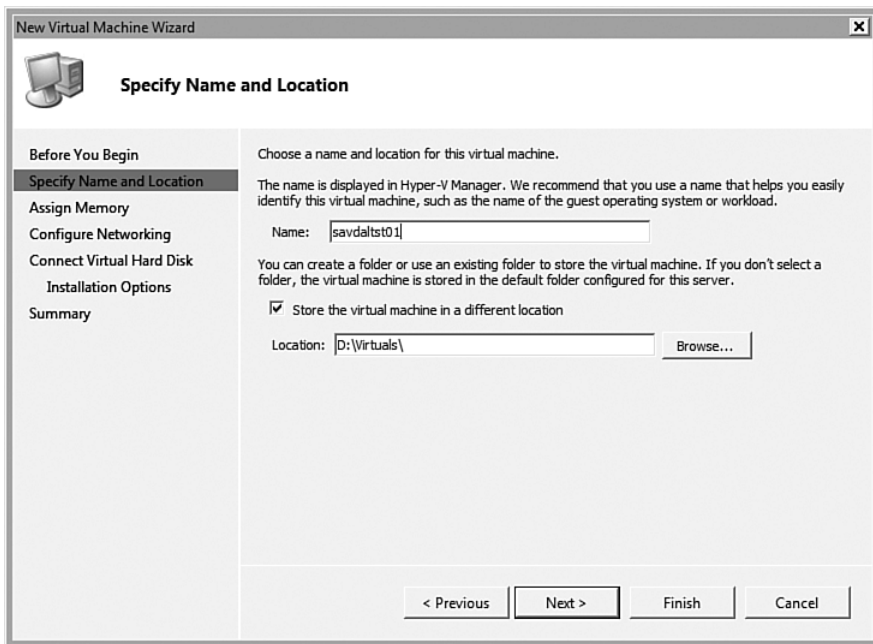 New Virtual Machine Wizard
Specify Name and Location
Before You Begin
Specify Name and Location
Assign Memory
Configure Networking
Connect Virtual Hard Disk
Installation Options
Summary
Choose a name and location for this virtual machine.
The name is displayed in Hyper-V Manager. We recommend that you use a name that helps you easily
identify this virtual machine, such as the name of the guest operating system or workload.
Name: savdaltst01
You can create a folder or use an existing folder to store the virtual machine. If you don't select a
folder, the virtual machine is stored in the default folder configured for this server.
Store the virtual machine in a different location
Location: D:\Virtuals\ Browse...
< Previous Next > Finish Cancel